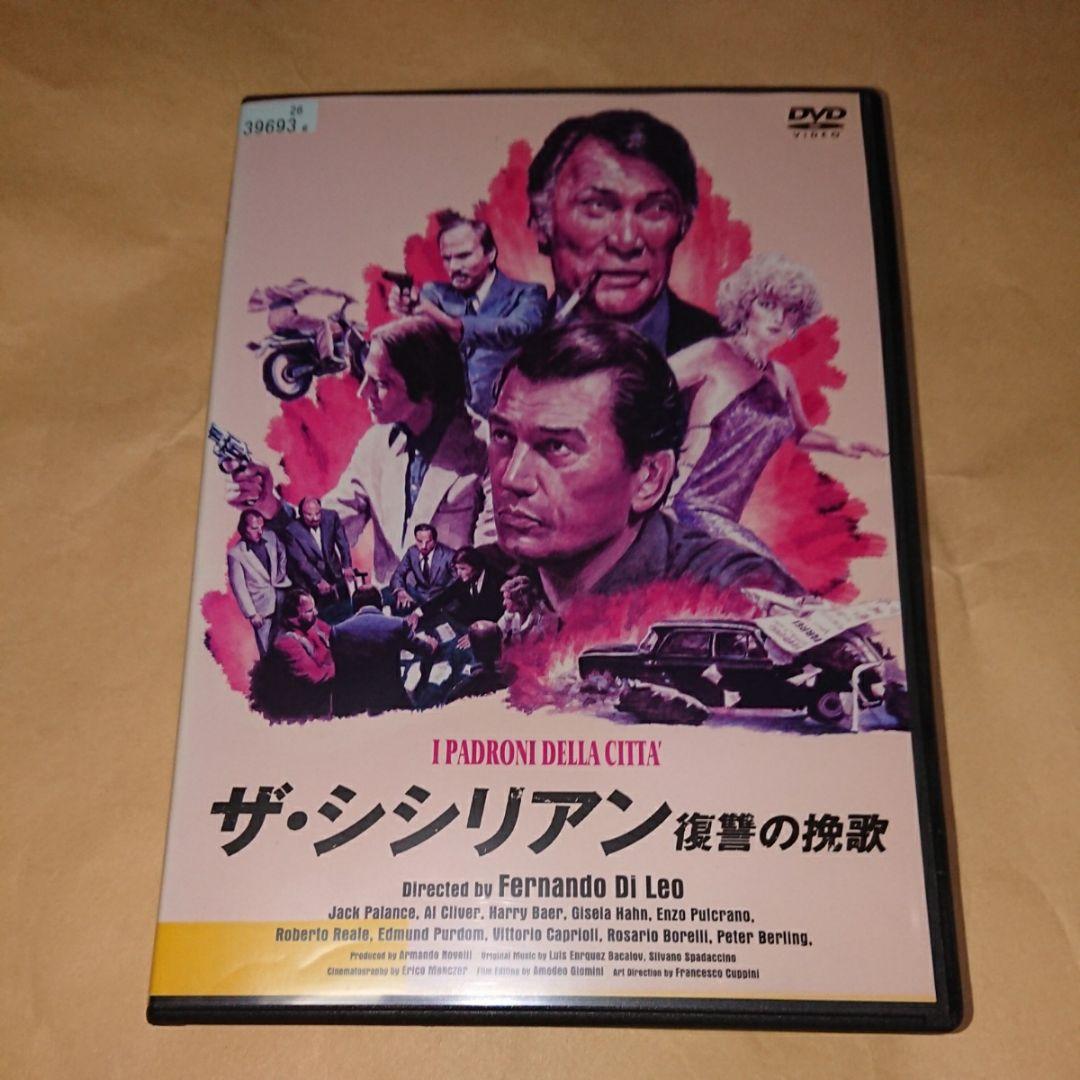 26
39693 6
DVD
VIDEO
I PADRONI DELLA CITTA'
ザ・シシリアン 復讐の挽歌
Directed by Fernando Di Leo
Jack Palance, Al Cliver, Harry Baer, Gisela Hahn, Enzo Pulcrano,
Roberto Reale, Edmund Purdom, Vittorio Caprioli, Rosario Borelli, Peter Berling,
Produced by Armando Novelli Original Music by Luis Enrquez Bacalov, Silvano Spadaccino
Cinematography by Erico Menczer Film Editing by Amedeo Giomini Art Direction by Francesco Cuppini